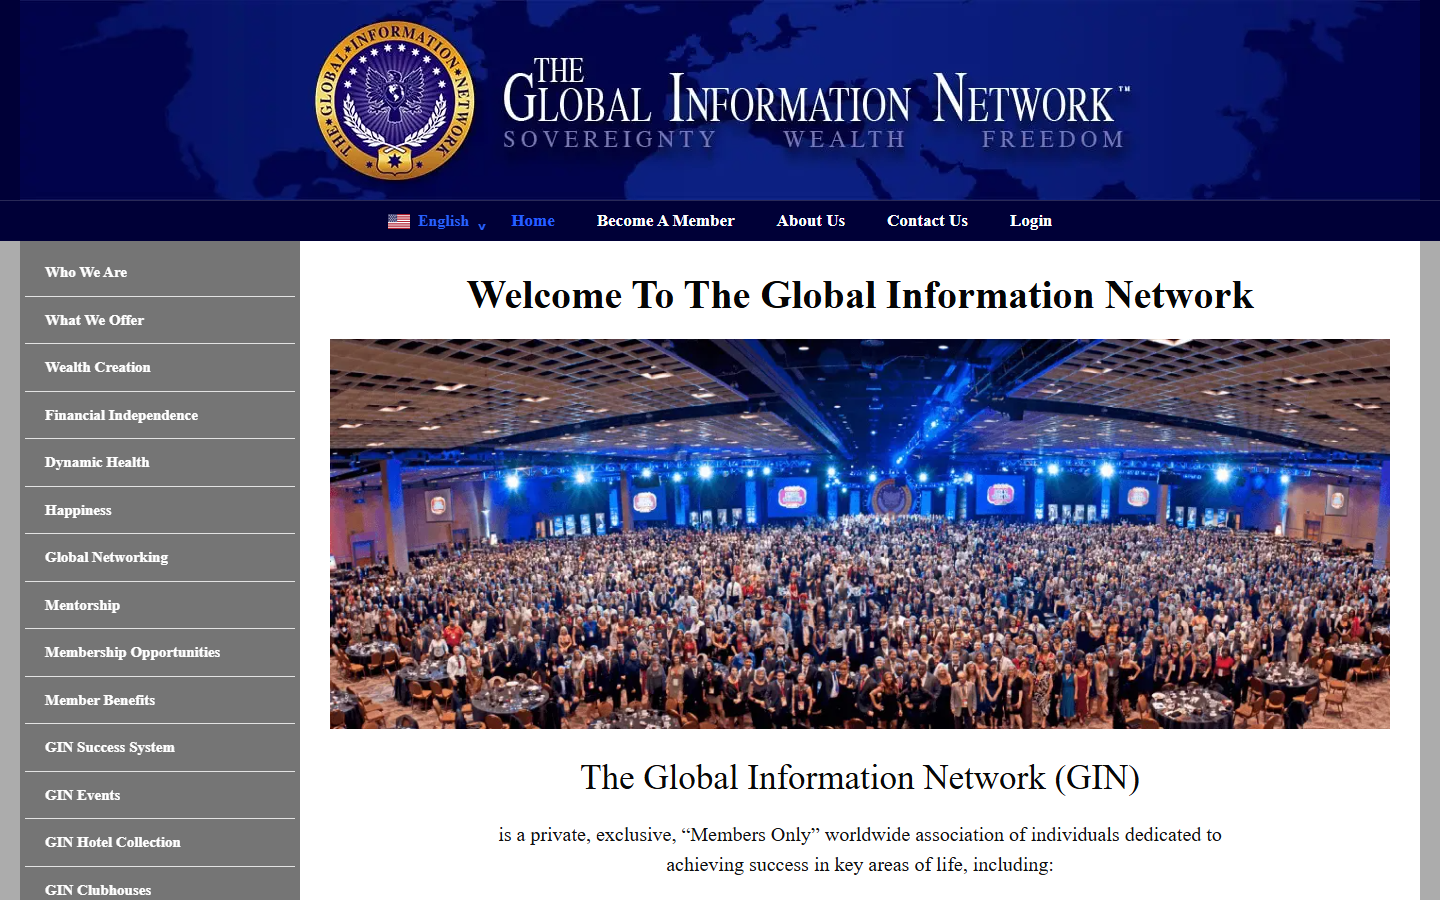 THE GLOBAL INFORMATION NETWORK
THE
GLOBAL INFORMATION NETWORK™
SOVEREIGNTY WEALTH FREEDOM
English v Home Become A Member About Us Contact Us Login
Who We Are
What We Offer
Wealth Creation
Financial Independence
Dynamic Health
Happiness
Global Networking
Mentorship
Membership Opportunities
Member Benefits
GIN Success System
GIN Events
GIN Hotel Collection
GIN Clubhouses
Welcome To The Global Information Network
The Global Information Network (GIN)
is a private, exclusive, “Members Only” worldwide association of individuals dedicated to
achieving success in key areas of life, including: